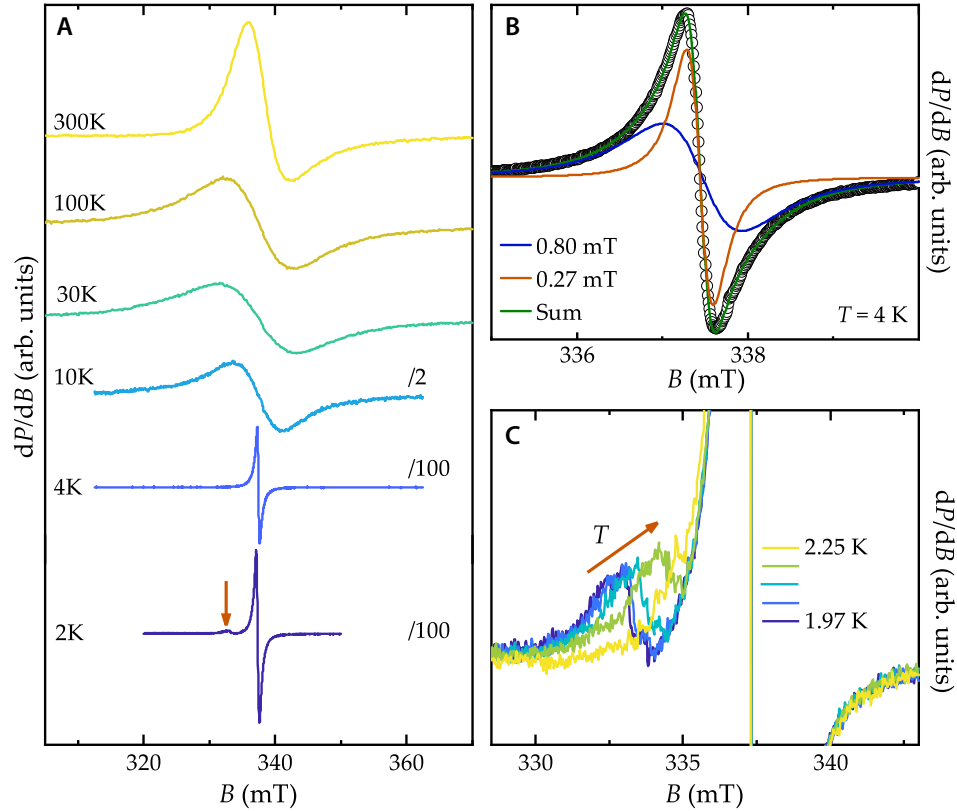 A
300K
100K
30K
10K
/2
4K
/100
2K
/100
dP/dB (arb. units)
320
340
360
B (mT)
B
0.80 mT
0.27 mT
Sum
T = 4 K
336
338
B (mT)
dP/dB (arb. units)
C
T
2.25 K
1.97 K
330
335
340
B (mT)
dP/dB (arb. units)